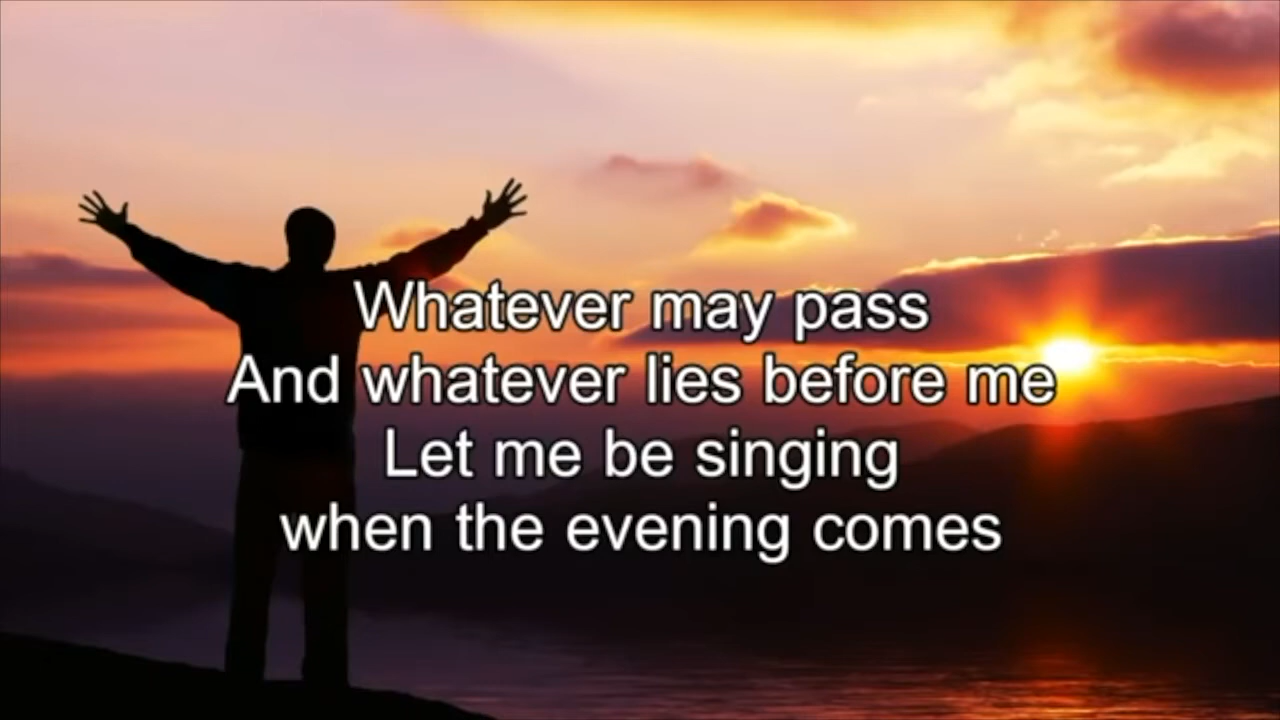 Whatever may pass
And whatever lies before me
Let me be singing
when the evening comes